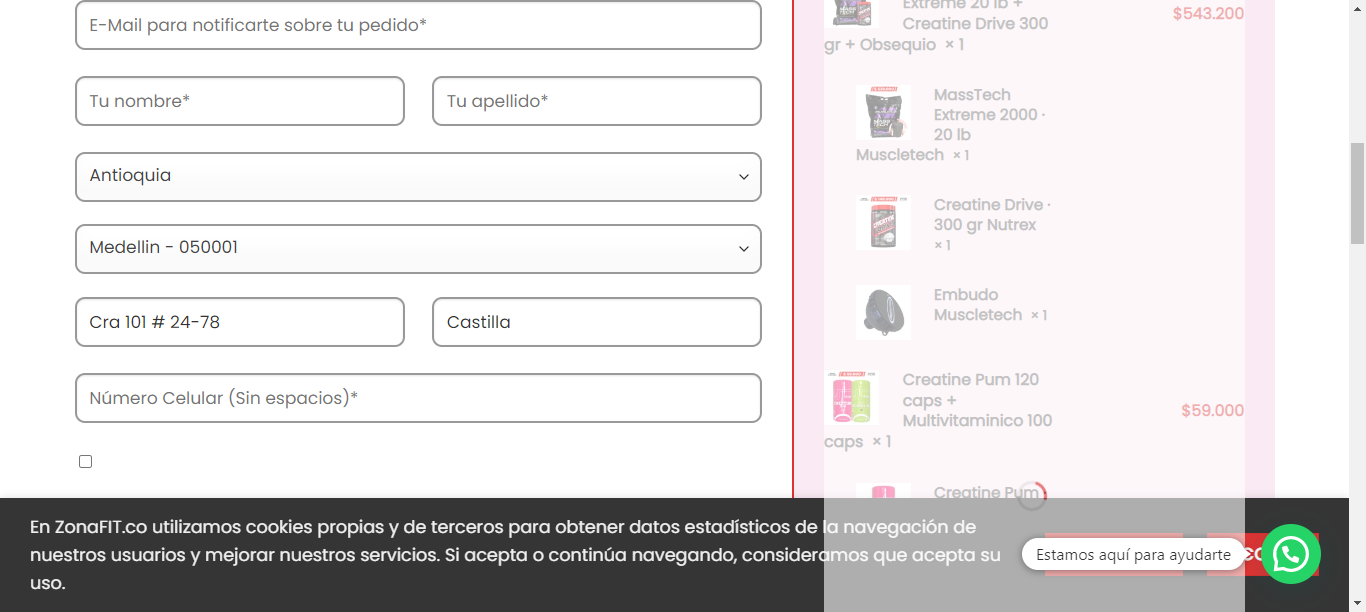 E-Mail para notificarte sobre tu pedido*
Tu nombre*
Tu apellido*
Antioquia
Medellin - 050001
Cra 101 # 24-78
Castilla
Número Celular (Sin espacios)*
Extreme 20 lb +
Creatine Drive 300
gr + Obsequio × 1
$543.200
MassTech
Extreme 2000 ·
20 lb
Muscletech × 1
Creatine Drive ·
300 gr Nutrex
× 1
Embudo
Muscletech × 1
Creatine Pum 120
caps +
Multivitaminico 100
caps × 1
$59.000
Creatine Pum
En ZonaFIT.co utilizamos cookies propias y de terceros para obtener datos estadísticos de la navegación de
nuestros usuarios y mejorar nuestros servicios. Si acepta o continúa navegando, consideramos que acepta su
uso.
Estamos aquí para ayudarte